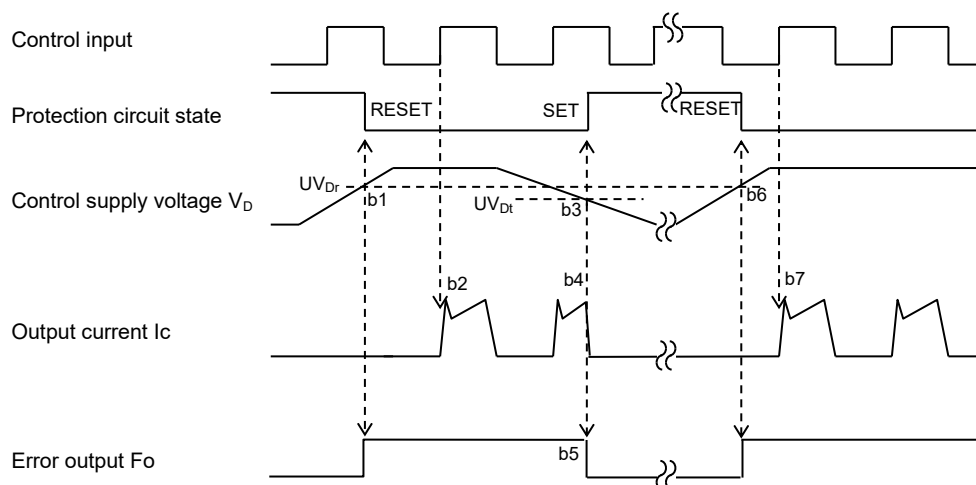 Control input
Protection circuit state
RESET
SET
RESET
Control supply voltage VD
UVDr
b1
UVDt
b3
b6
Output current Ic
b2
b4
b7
Error output Fo
b5